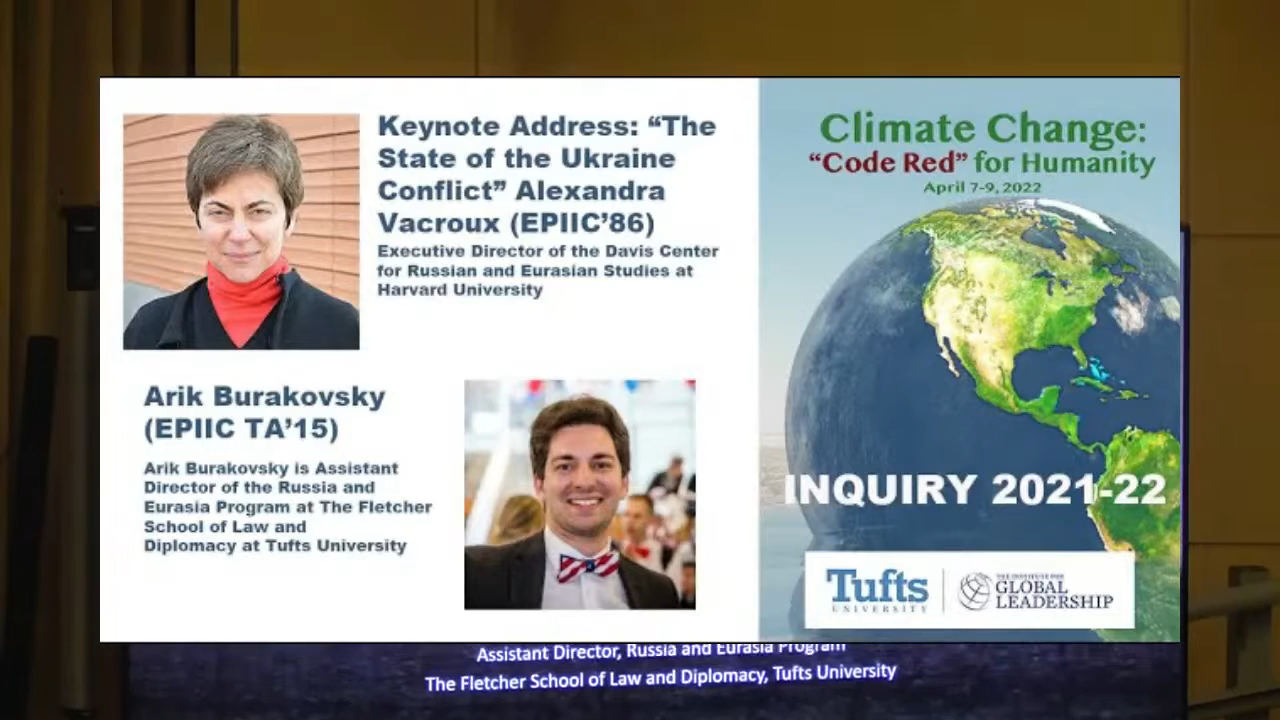 Keynote Address: “The
State of the Ukraine
Conflict” Alexandra
Vacroux (EPIIC’86)
Executive Director of the Davis Center
for Russian and Eurasian Studies at
Harvard University
Arik Burakovsky
(EPIIC TA’15)
Arik Burakovsky is Assistant
Director of the Russia and
Eurasia Program at The Fletcher
School of Law and
Diplomacy at Tufts University
Climate Change:
“Code Red” for Humanity
April 7-9, 2022
INQUIRY 2021-22
Tufts
UNIVERSITY
THE INSTITUTE FOR
GLOBAL
LEADERSHIP
Assistant Director, Russia and Eurasia Program
The Fletcher School of Law and Diplomacy, Tufts University